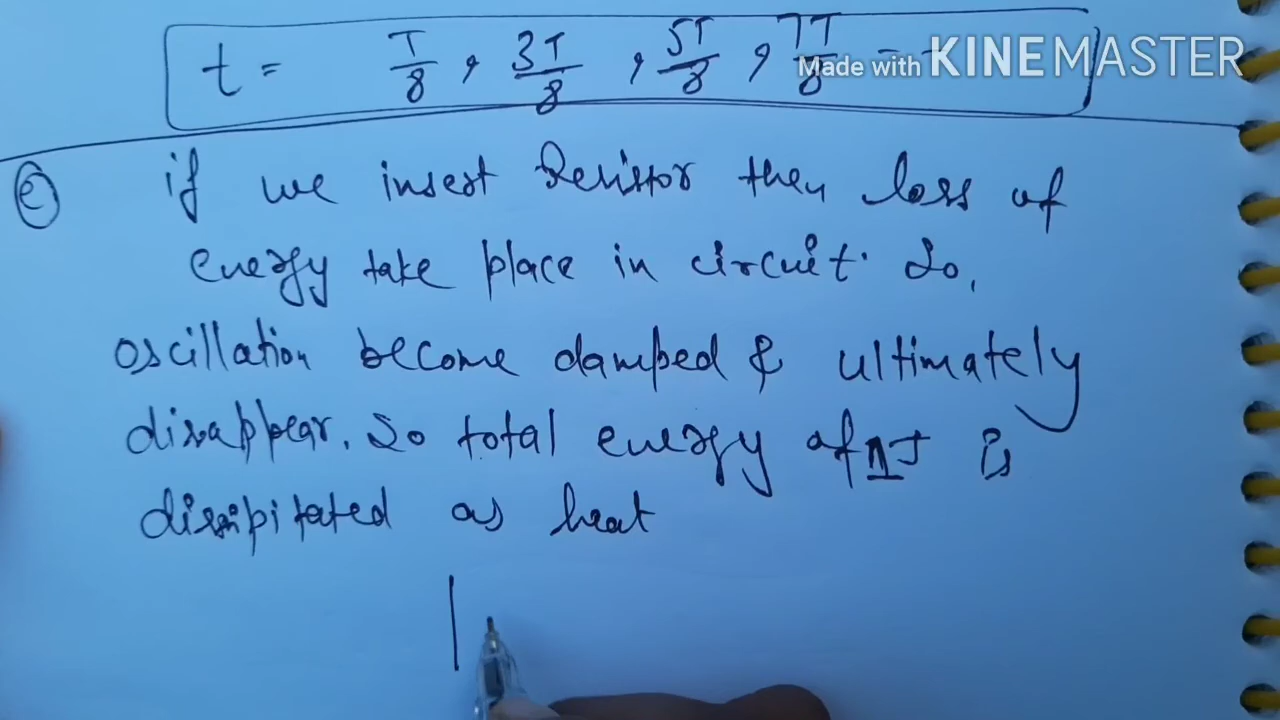 t = T/8 , 3T/8 , 5T/8 , 7T/8 - -
Made with KINEMASTER
(e) if we insert Resistor then loss of
energy take place in circuit. So,
oscillation become damped & ultimately
disappear. So total energy of 1J is
dissipitated as heat